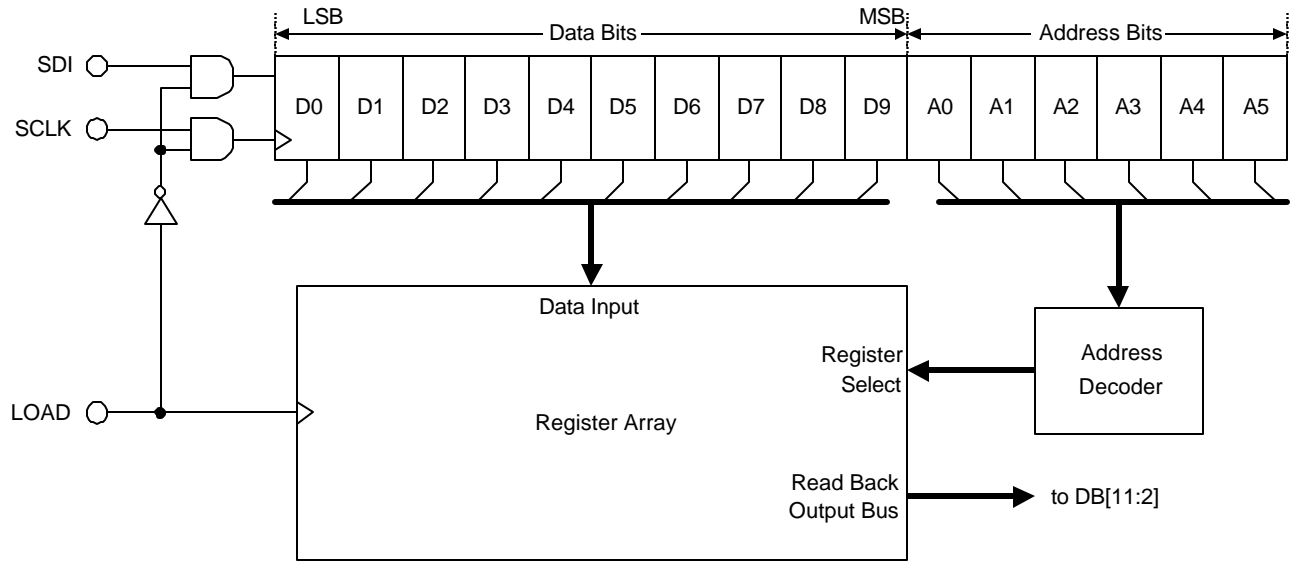 LSB
MSB
Data Bits
Address Bits
SDI
SCLK
D0 D1 D2 D3 D4 D5 D6 D7 D8 D9 A0 A1 A2 A3 A4 A5
Data Input
Register
Select
Address
Decoder
LOAD
Register Array
Read Back
Output Bus
to DB[11:2]